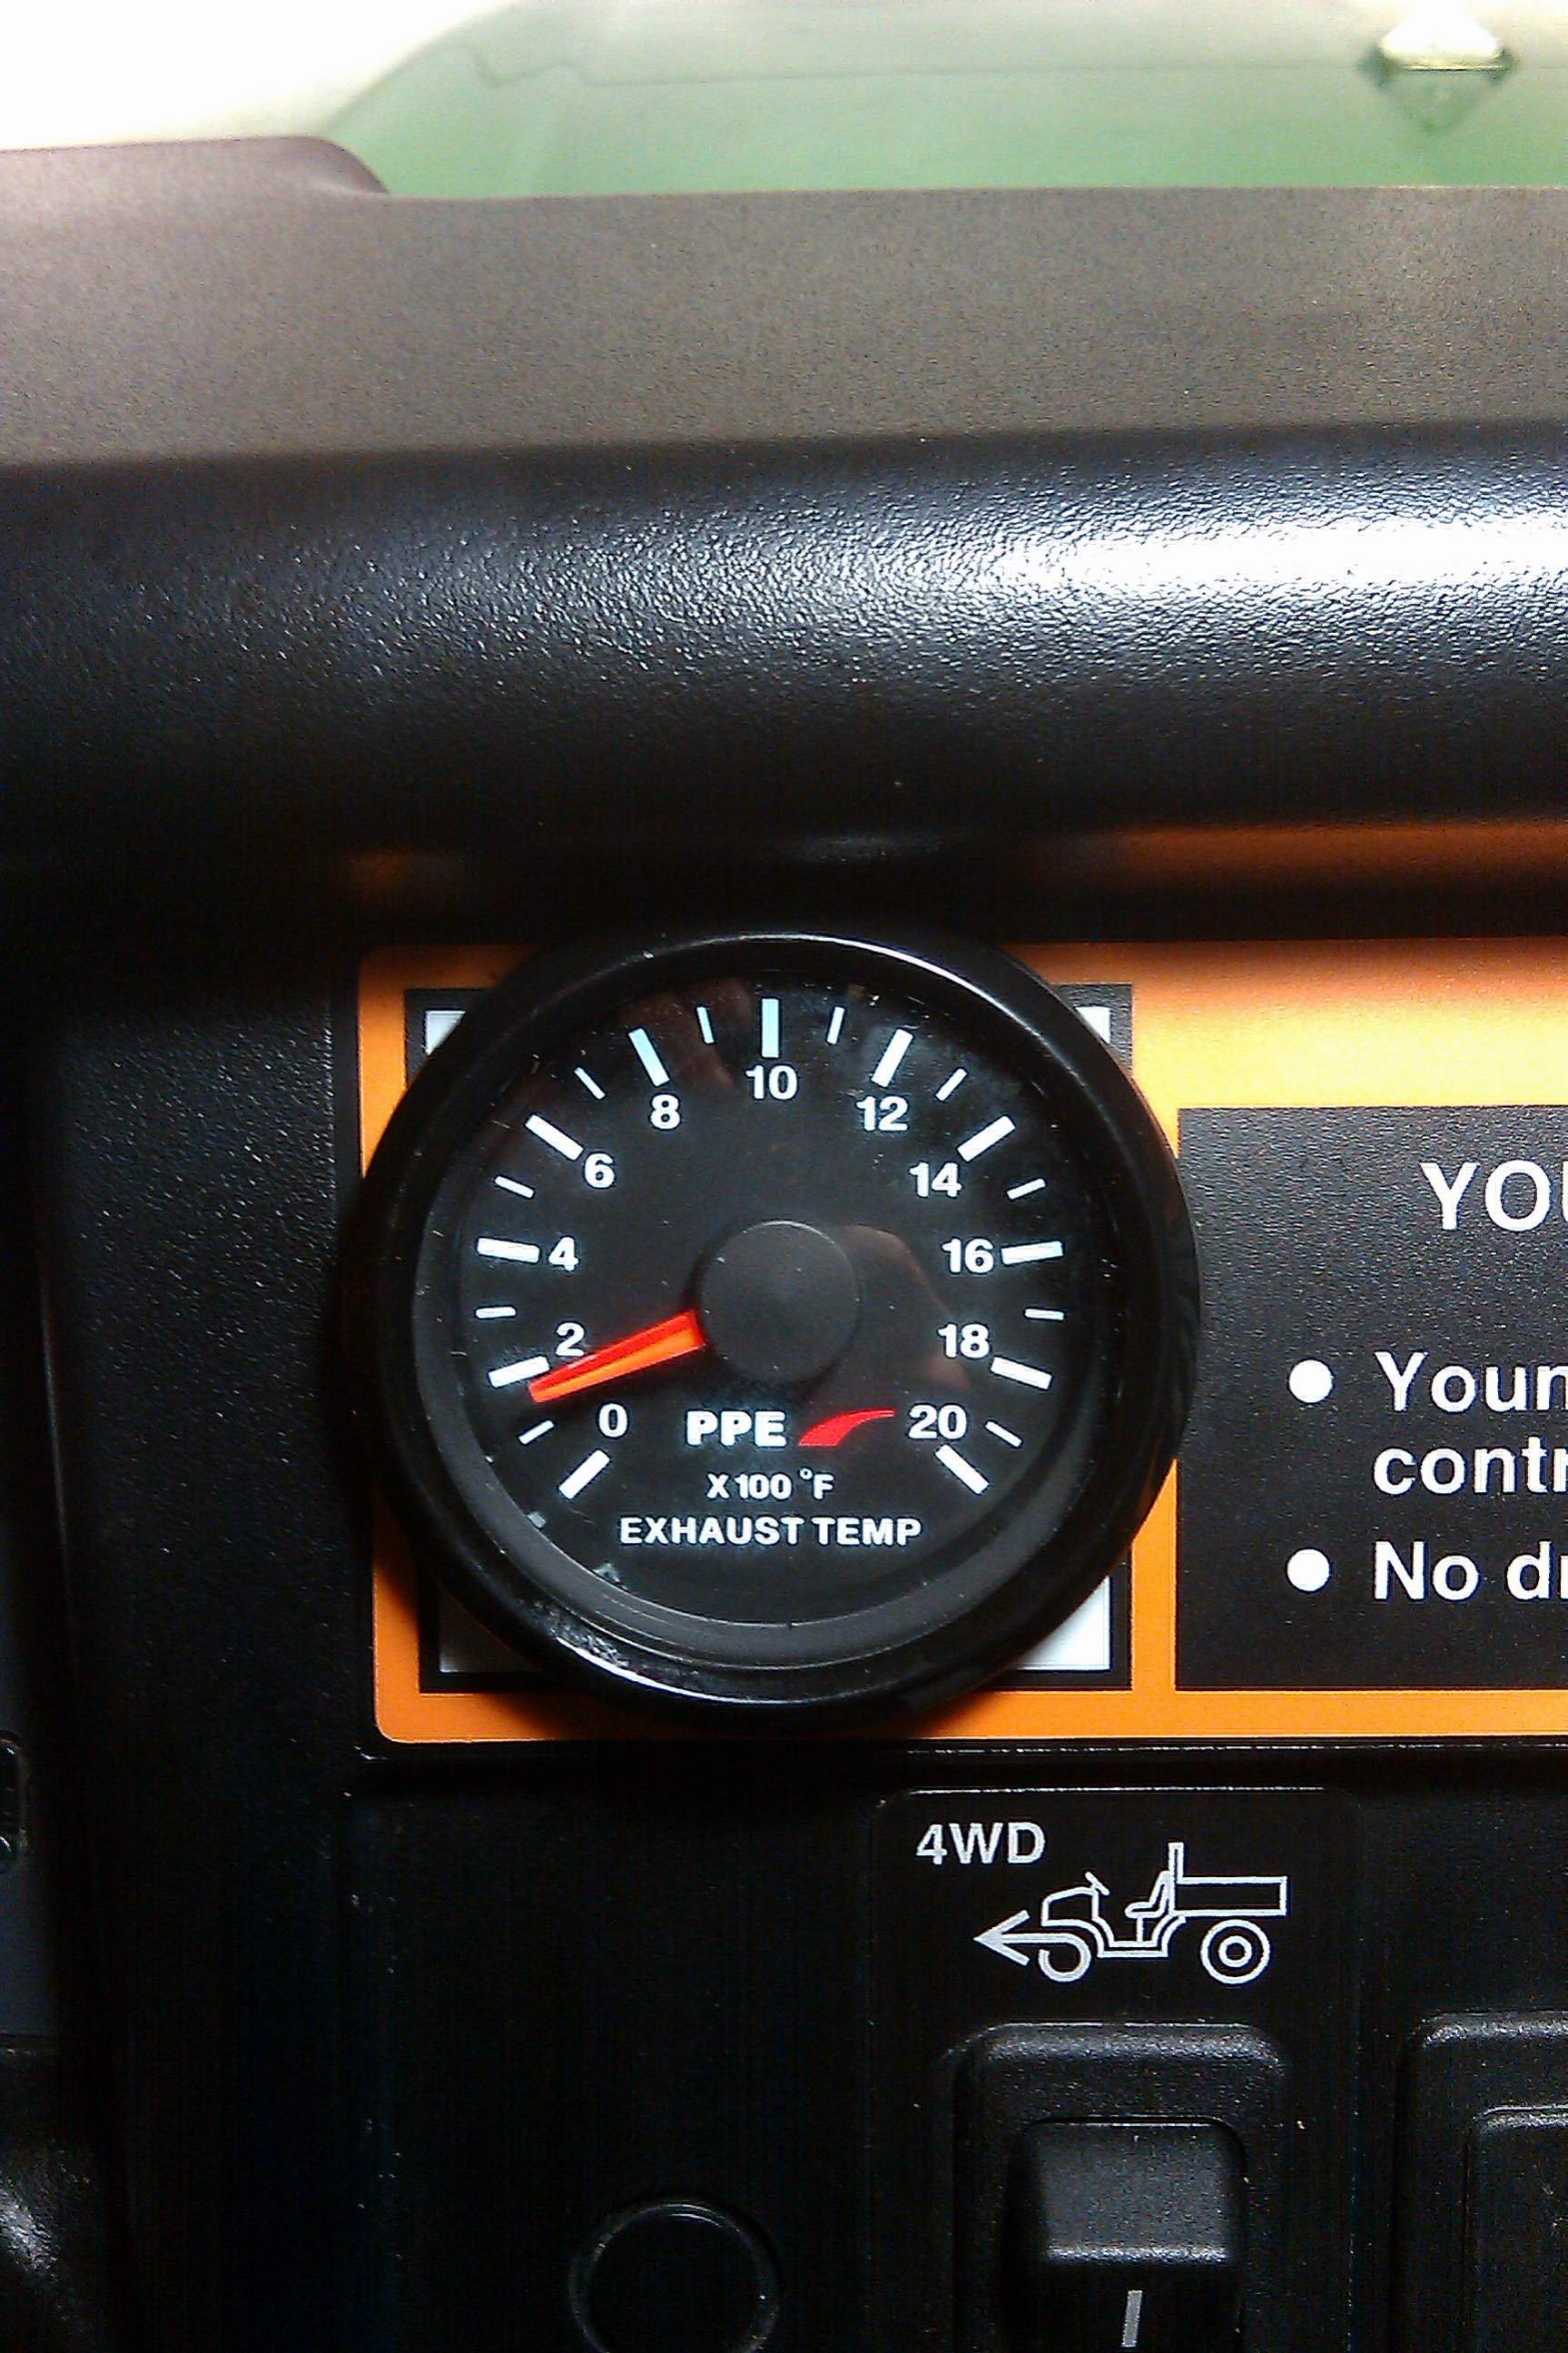 10
8
12
6
14
4
16
2
18
0
20
PPE
X100 °F
EXHAUST TEMP
YOU
● Youn
contr
● No dr
4WD